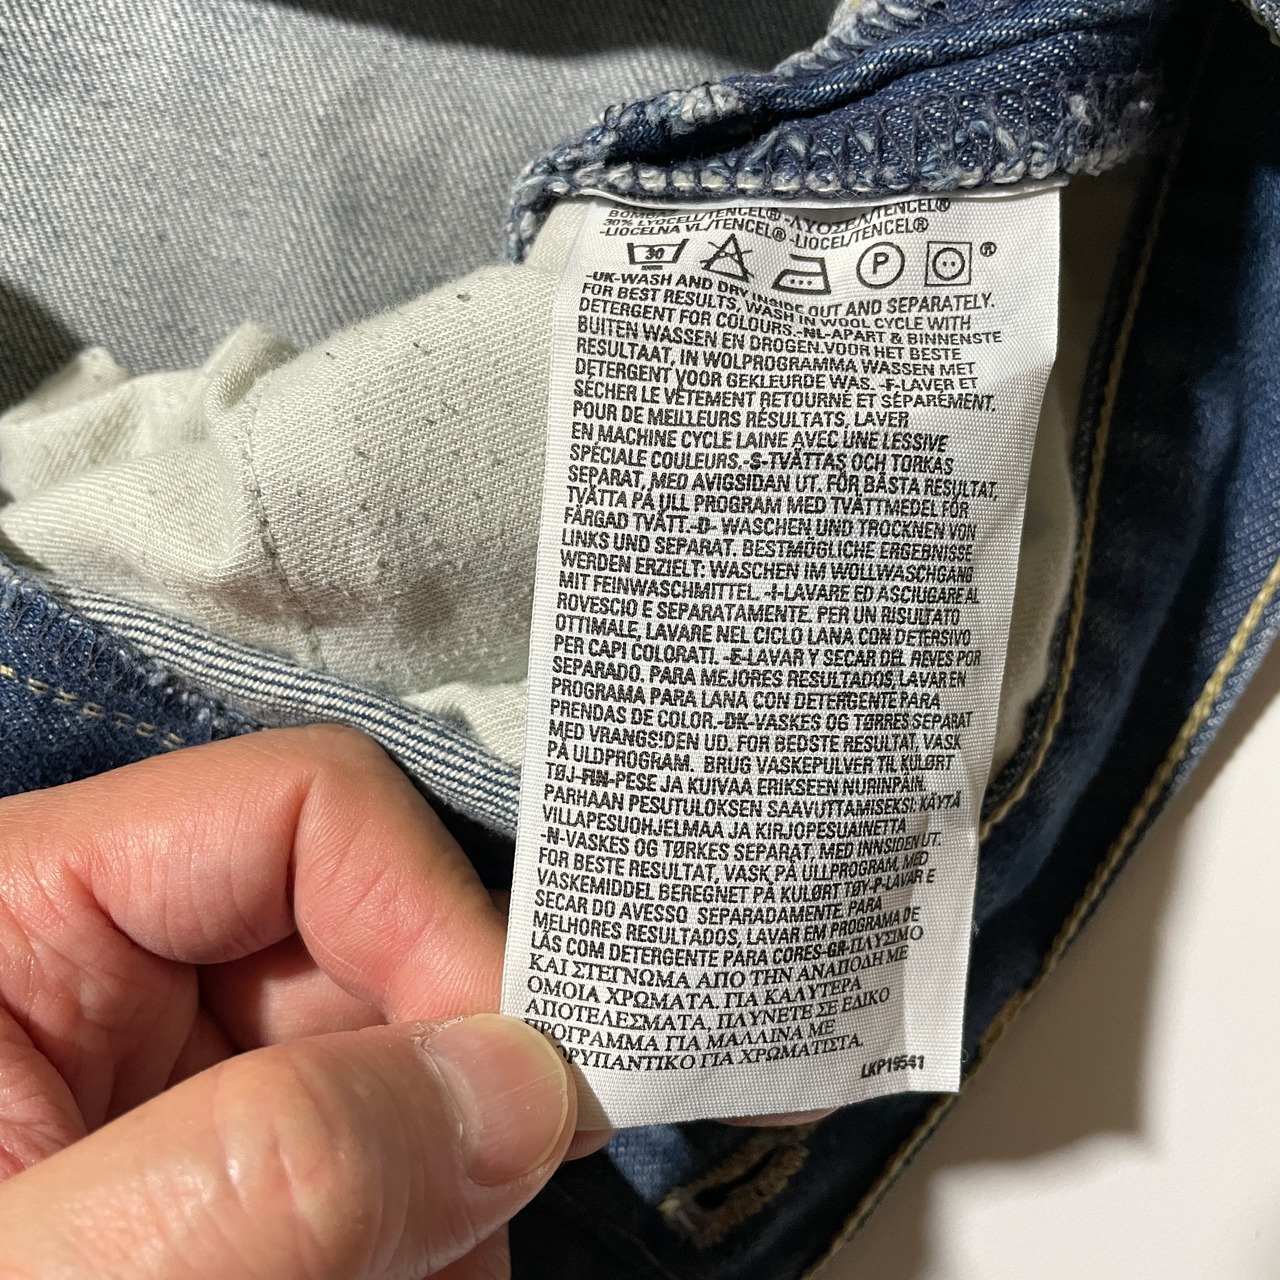 30% LYOCELL/TENCEL® -ΛΥΟΣΕΛ/TENCEL®
-LIOCELNA VL/TENCEL® -LIOCEL/TENCEL®
30 P ®
-UK-WASH AND DRY INSIDE OUT AND SEPARATELY.
FOR BEST RESULTS, WASH IN WOOL CYCLE WITH
DETERGENT FOR COLOURS.-NL-APART & BINNENSTE
BUITEN WASSEN EN DROGEN.VOOR HET BESTE
RESULTAAT, IN WOLPROGRAMMA WASSEN MET
DETERGENT VOOR GEKLEURDE WAS. -F-LAVER ET
SÉCHER LE VÊTEMENT RETOURNÉ ET SÉPARÉMENT.
POUR DE MEILLEURS RÉSULTATS, LAVER
EN MACHINE CYCLE LAINE AVEC UNE LESSIVE
SPÉCIALE COULEURS.-S-TVÄTTAS OCH TORKAS
SEPARAT, MED AVIGSIDAN UT. FÖR BÄSTA RESULTAT,
TVÄTTA PÅ ULL PROGRAM MED TVÄTTMEDEL FÖR
FÄRGAD TVÄTT.-D- WASCHEN UND TROCKNEN VON
LINKS UND SEPARAT. BESTMÖGLICHE ERGEBNISSE
WERDEN ERZIELT: WASCHEN IM WOLLWASCHGANG
MIT FEINWASCHMITTEL. -I-LAVARE ED ASCIUGARE AL
ROVESCIO E SEPARATAMENTE. PER UN RISULTATO
OTTIMALE, LAVARE NEL CICLO LANA CON DETERSIVO
PER CAPI COLORATI. -E-LAVAR Y SECAR DEL REVES POR
SEPARADO. PARA MEJORES RESULTADOS, LAVAR EN
PROGRAMA PARA LANA CON DETERGENTE PARA
PRENDAS DE COLOR.-DK-VASKES OG TØRRES SEPARAT
MED VRANGSIDEN UD. FOR BEDSTE RESULTAT, VASK
PÅ ULDPROGRAM. BRUG VASKEPULVER TIL KULØRT
TØJ-FIN-PESE JA KUIVAA ERIKSEEN NURINPÄIN.
PARHAAN PESUTULOKSEN SAAVUTTAMISEKSI KÄYTÄ
VILLAPESUOHJELMAA JA KIRJOPESUAINETTA
-N-VASKES OG TØRKES SEPARAT, MED INNSIDEN UT.
FOR BESTE RESULTAT, VASK PÅ ULLPROGRAM, MED
VASKEMIDDEL BEREGNET PÅ KULØRT TØY-P-LAVAR E
SECAR DO AVESSO SEPARADAMENTE, PARA
MELHORES RESULTADOS, LAVAR EM PROGRAMA DE
LÃS COM DETERGENTE PARA CORES-GR-ΠΛΥΣΙΜΟ
ΚΑΙ ΣΤΕΓΝΩΜΑ ΑΠΟ ΤΗΝ ΑΝΑΠΟΔΗ ΜΕ
ΟΜΟΙΑ ΧΡΩΜΑΤΑ. ΓΙΑ ΚΑΛΥΤΕΡΑ
ΑΠΟΤΕΛΕΣΜΑΤΑ, ΠΛΥΝΕΤΕ ΣΕ ΕΔΙΚΟ
ΠΡΟΓΡΑΜΜΑ ΓΙΑ ΜΑΛΛΙΝΑ ΜΕ
ΓΙΑ ΧΡΩΜΑΤΙΣΤΑ.
LKP19541